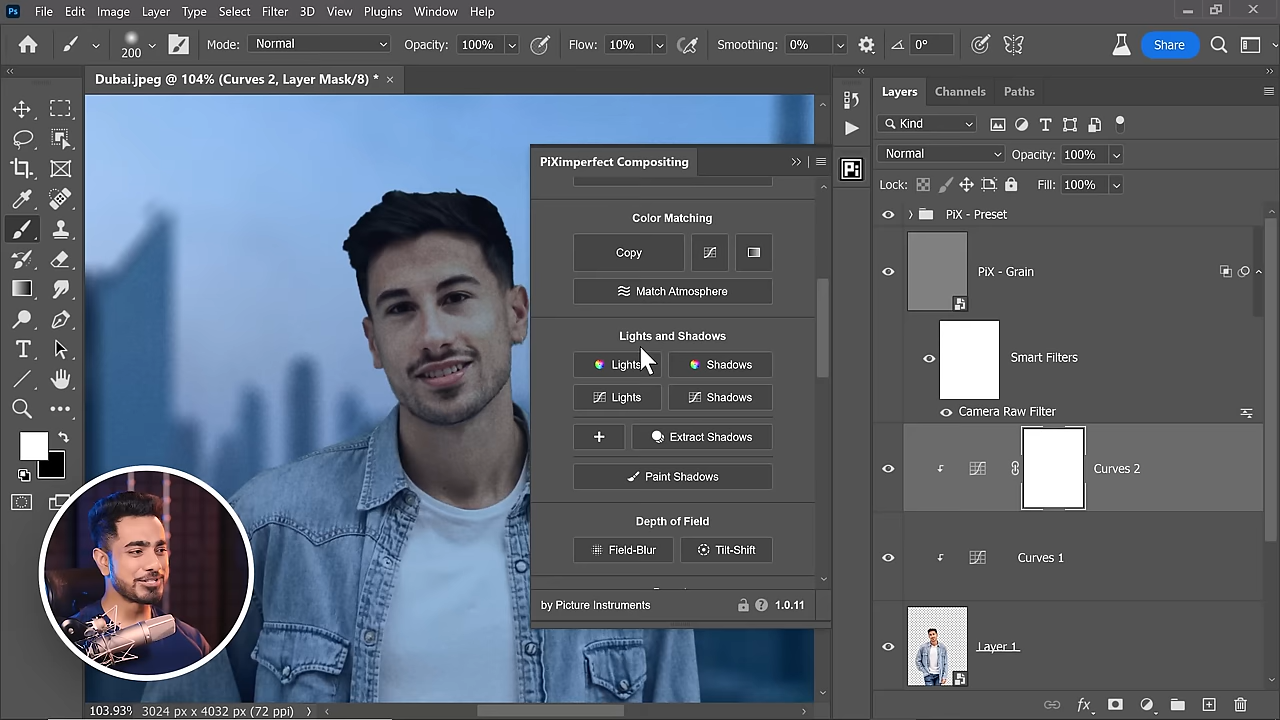 Ps File Edit Image Layer Type Select Filter 3D View Plugins Window Help
200 Mode: Normal Opacity: 100% Flow: 10% Smoothing: 0% 0° Share
Dubai.jpeg @ 104% (Curves 2, Layer Mask/8) *
PiXimperfect Compositing
Color Matching
Copy
Match Atmosphere
Lights and Shadows
Lights Shadows
Lights Shadows
+ Extract Shadows
Paint Shadows
Depth of Field
Field-Blur Tilt-Shift
by Picture Instruments 1.0.11
Pi
Layers Channels Paths
Kind
Normal Opacity: 100%
Lock: Fill: 100%
PiX - Preset
PiX - Grain
Smart Filters
Camera Raw Filter
Curves 2
Curves 1
Layer 1
fx
103.93% 3024 px x 4032 px (72 ppi)